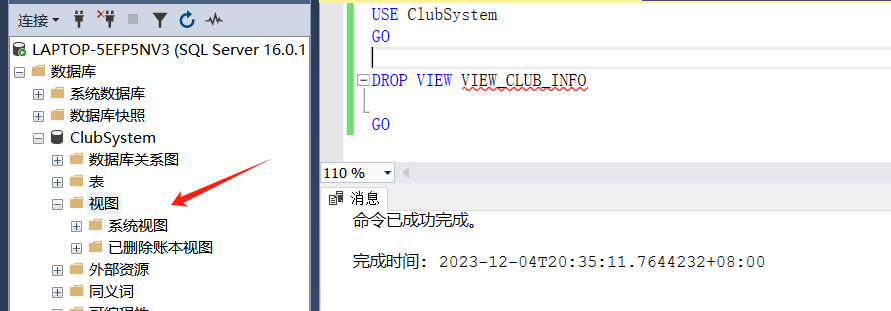 连接
LAPTOP-5EFP5NV3 (SQL Server 16.0.1
数据库
系统数据库
数据库快照
ClubSystem
数据库关系图
表
视图
系统视图
已删除账本视图
外部资源
同义词
可编程性
USE ClubSystem
GO
DROP VIEW VIEW_CLUB_INFO
GO
110 %
消息
命令已成功完成。
完成时间: 2023-12-04T20:35:11.7644232+08:00